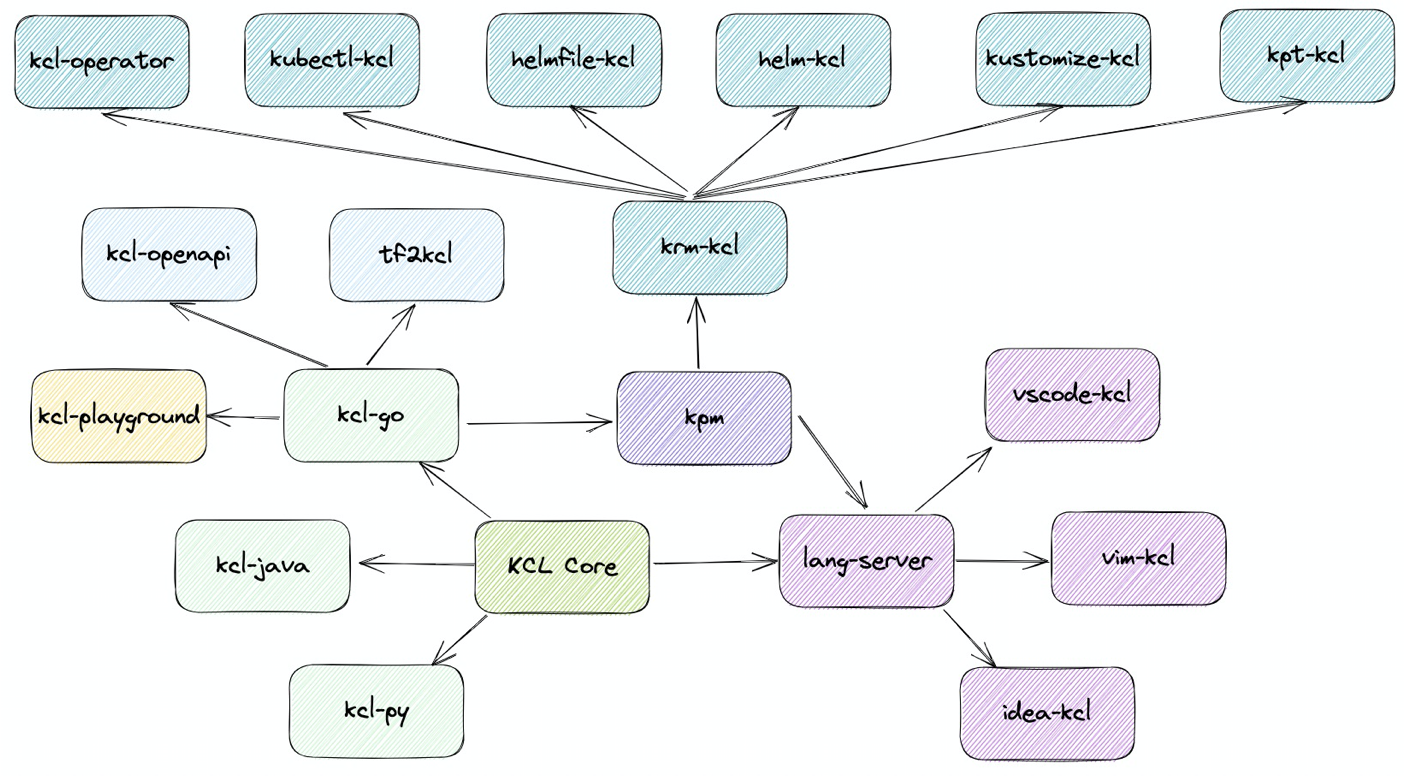 kcl-operator
kubectl-kcl
helmfile-kcl
helm-kcl
kustomize-kcl
kpt-kcl
kcl-openapi
tf2kcl
krm-kcl
kcl-playground
kcl-go
kpm
vscode-kcl
kcl-java
KCL Core
lang-server
vim-kcl
kcl-py
idea-kcl